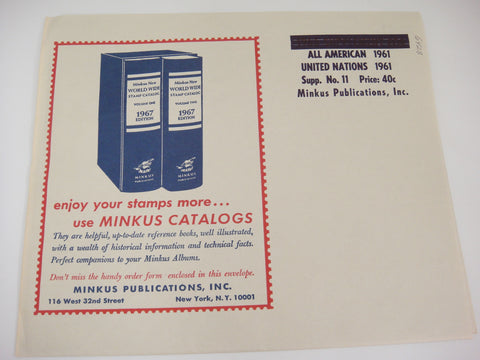 ALL AMERICAN 1961
UNITED NATIONS 1961
Supp. No. 11 Price: 40c
Minkus Publications, Inc.
Minkus New
WORLD WIDE
STAMP CATALOG
VOLUME ONE
1967
EDITION
MINKUS
PUBLICATION
Minkus New
WORLD WIDE
STAMP CATALOG
VOLUME TWO
1967
EDITION
MINKUS
PUBLICATION
enjoy your stamps more...
use MINKUS CATALOGS
They are helpful, up-to-date reference books, well illustrated,
with a wealth of historical information and technical facts.
Perfect companions to your Minkus Albums.
Don't miss the handy order form enclosed in this envelope.
MINKUS PUBLICATIONS, INC.
116 West 32nd Street New York, N.Y. 10001